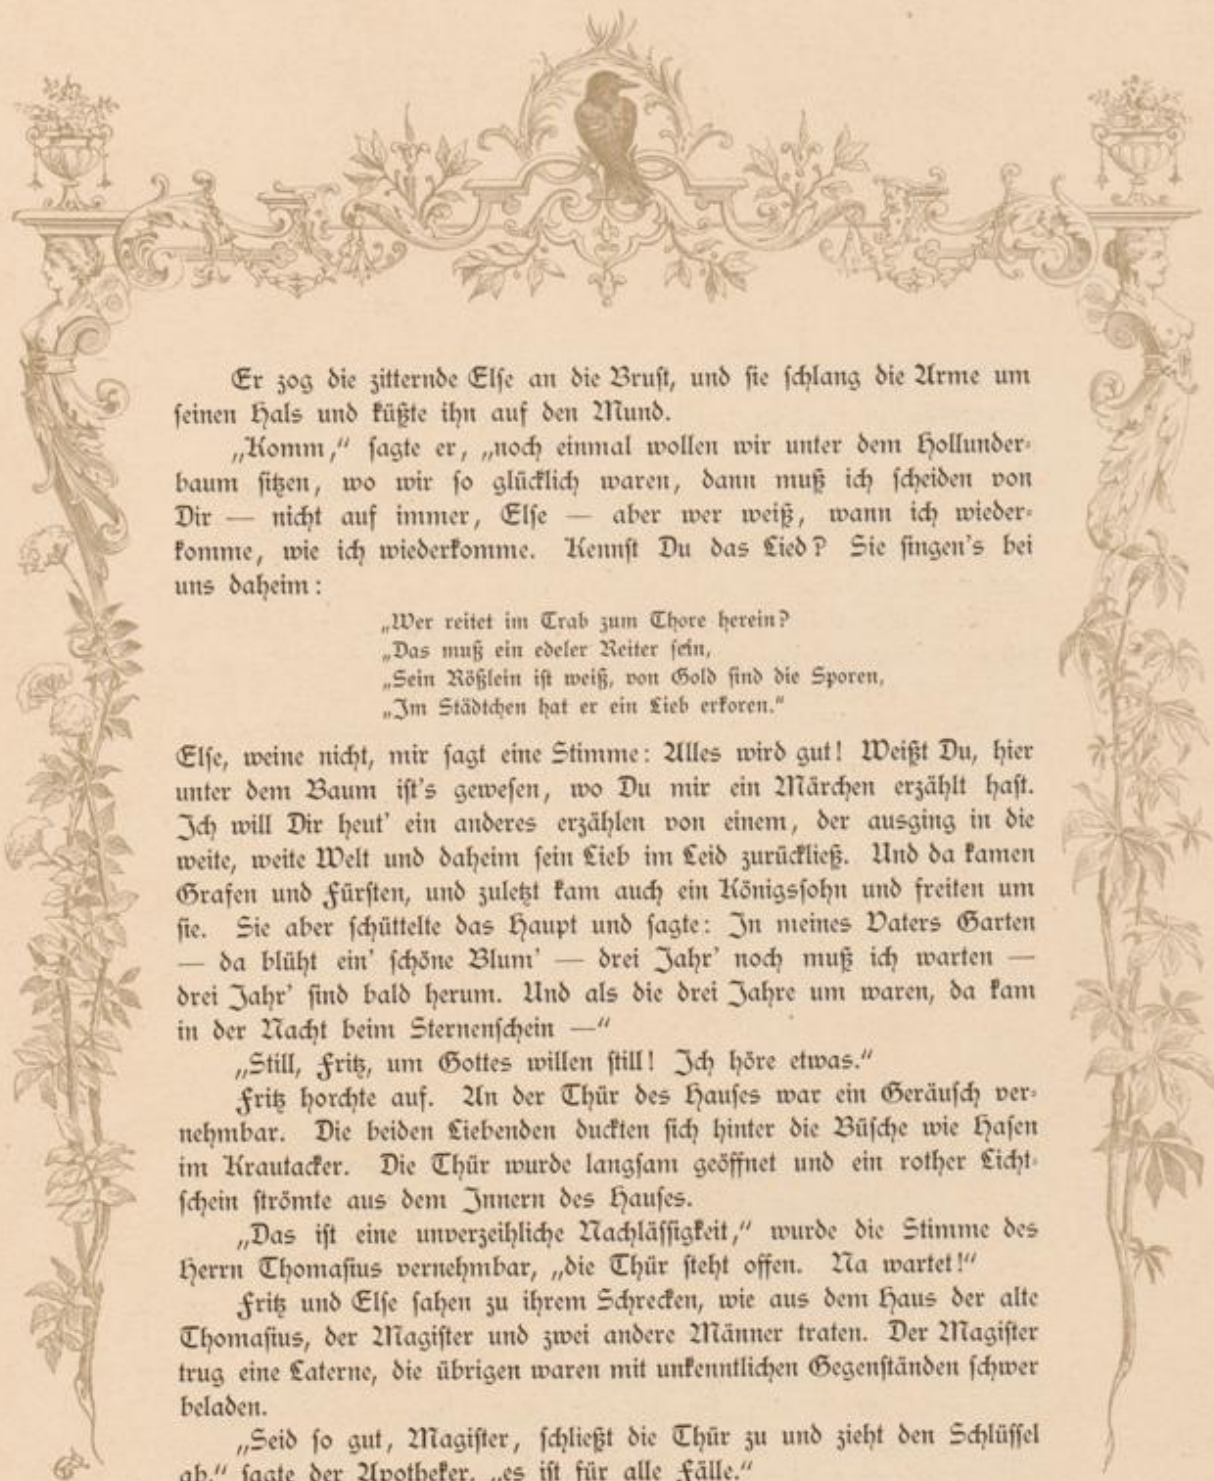 Er zog die zitternde Else an die Brust, und sie schlang die Arme um
seinen Hals und küßte ihn auf den Mund.
„Komm,“ sagte er, „noch einmal wollen wir unter dem Hollunder-
baum sitzen, wo wir so glücklich waren, dann muß ich scheiden von
Dir — nicht auf immer, Else — aber wer weiß, wann ich wieder-
komme, wie ich wiederkomme. Kennst Du das Lied? Sie singen's bei
uns daheim:
„Wer reitet im Trab zum Thore herein?
„Das muß ein edeler Reiter sein,
„Sein Rößlein ist weiß, von Gold sind die Sporen,
„Im Städtchen hat er ein Lieb erkoren.“
Else, weine nicht, mir sagt eine Stimme: Alles wird gut! Weißt Du, hier
unter dem Baum ist's gewesen, wo Du mir ein Märchen erzählt hast.
Ich will Dir heut' ein anderes erzählen von einem, der ausging in die
weite, weite Welt und daheim sein Lieb im Leid zurückließ. Und da kamen
Grafen und Fürsten, und zuletzt kam auch ein Königssohn und freiten um
sie. Sie aber schüttelte das Haupt und sagte: In meines Vaters Garten
— da blüht ein' schöne Blum' — drei Jahr' noch muß ich warten —
drei Jahr' sind bald herum. Und als die drei Jahre um waren, da kam
in der Nacht beim Sternenschein —“
„Still, Fritz, um Gottes willen still! Ich höre etwas.“
Fritz horchte auf. An der Thür des Hauses war ein Geräusch ver-
nehmbar. Die beiden Liebenden duckten sich hinter die Büsche wie Hasen
im Krautacker. Die Thür wurde langsam geöffnet und ein rother Licht-
schein strömte aus dem Innern des Hauses.
„Das ist eine unverzeihliche Nachlässigkeit,“ wurde die Stimme des
Herrn Thomasius vernehmbar, „die Thür steht offen. Na wartet!“
Fritz und Else sahen zu ihrem Schrecken, wie aus dem Haus der alte
Thomasius, der Magister und zwei andere Männer traten. Der Magister
trug eine Laterne, die übrigen waren mit unkenntlichen Gegenständen schwer
beladen.
„Seid so gut, Magister, schließt die Thür zu und zieht den Schlüssel
ab,“ sagte der Apotheker, „es ist für alle Fälle.“